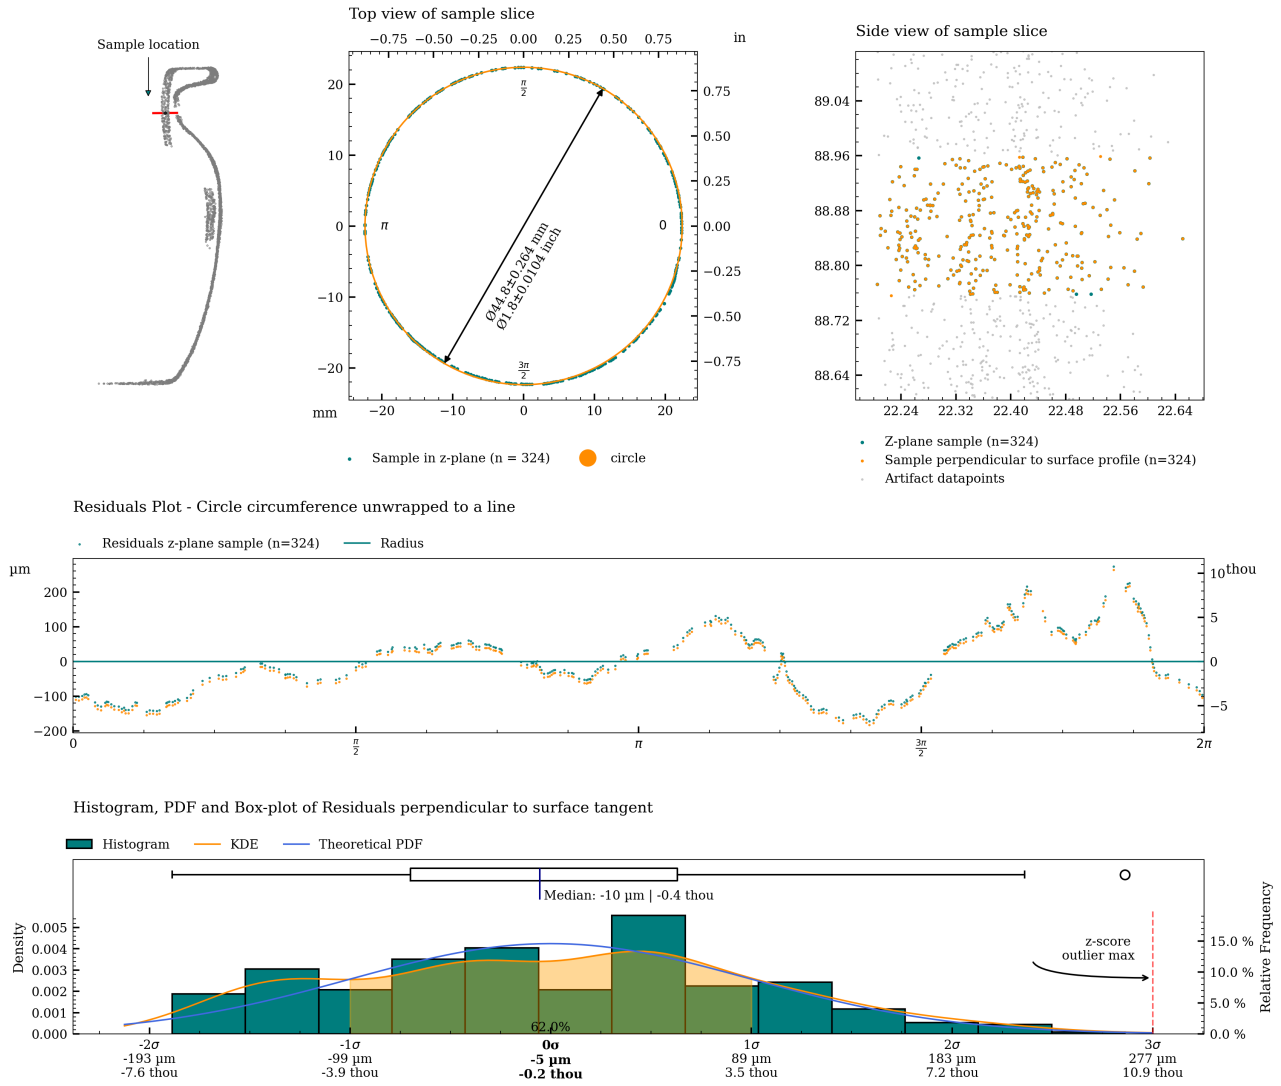 Sample location
Top view of sample slice
−0.75 −0.50 −0.25 0.00 0.25 0.50 0.75 in
20 10 0 −10 −20
0.75 0.50 0.25 0.00 −0.25 −0.50 −0.75
π/2
π 0
3π/2
Ø44.8±0.264 mm
Ø1.8±0.0104 inch
mm −20 −10 0 10 20
Sample in z-plane (n = 324) circle
Side view of sample slice
89.04
88.96
88.88
88.80
88.72
88.64
22.24 22.32 22.40 22.48 22.56 22.64
Z-plane sample (n=324)
Sample perpendicular to surface profile (n=324)
Artifact datapoints
Residuals Plot - Circle circumference unwrapped to a line
Residuals z-plane sample (n=324) Radius
µm thou
200 100 0 −100 −200
10 5 0 −5
0 π/2 π 3π/2 2π
Histogram, PDF and Box-plot of Residuals perpendicular to surface tangent
Histogram KDE Theoretical PDF
Median: -10 µm | -0.4 thou
Density
0.005
0.004
0.003
0.002
0.001
0.000
z-score
outlier max
15.0 %
10.0 %
5.0 %
0.0 %
Relative Frequency
62.0%
-2σ -1σ 0σ 1σ 2σ 3σ
-193 µm -99 µm -5 µm 89 µm 183 µm 277 µm
-7.6 thou -3.9 thou -0.2 thou 3.5 thou 7.2 thou 10.9 thou